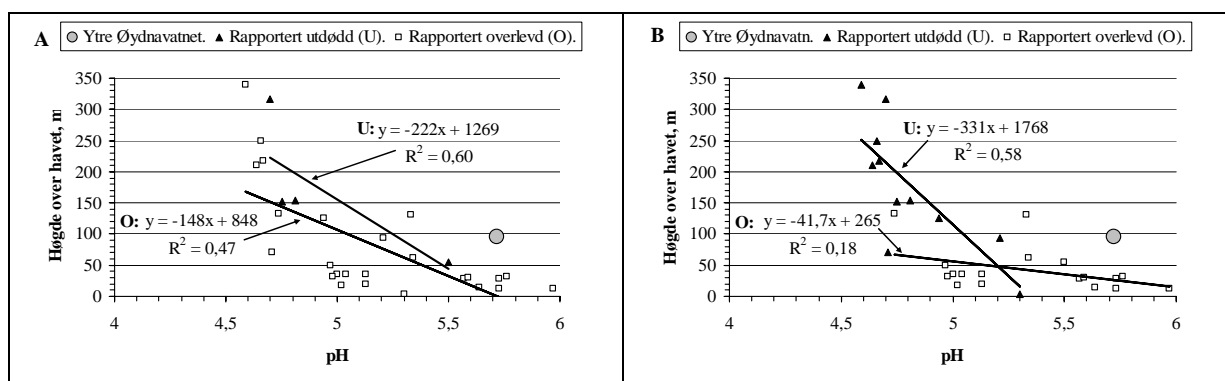 A
Ytre Øydnavatnet. Rapportert utdødd (U). Rapportert overlevd (O).
Høgde over havet, m
350
300
250
200
150
100
50
0
U: y = -222x + 1269
R² = 0,60
O: y = -148x + 848
R² = 0,47
4 4,5 5 5,5 6
pH
B
Ytre Øydnavatn. Rapportert utdødd (U). Rapportert overlevd (O).
Høgde over havet, m
350
300
250
200
150
100
50
0
U: y = -331x + 1768
R² = 0,58
O: y = -41,7x + 265
R² = 0,18
4 4,5 5 5,5 6
pH